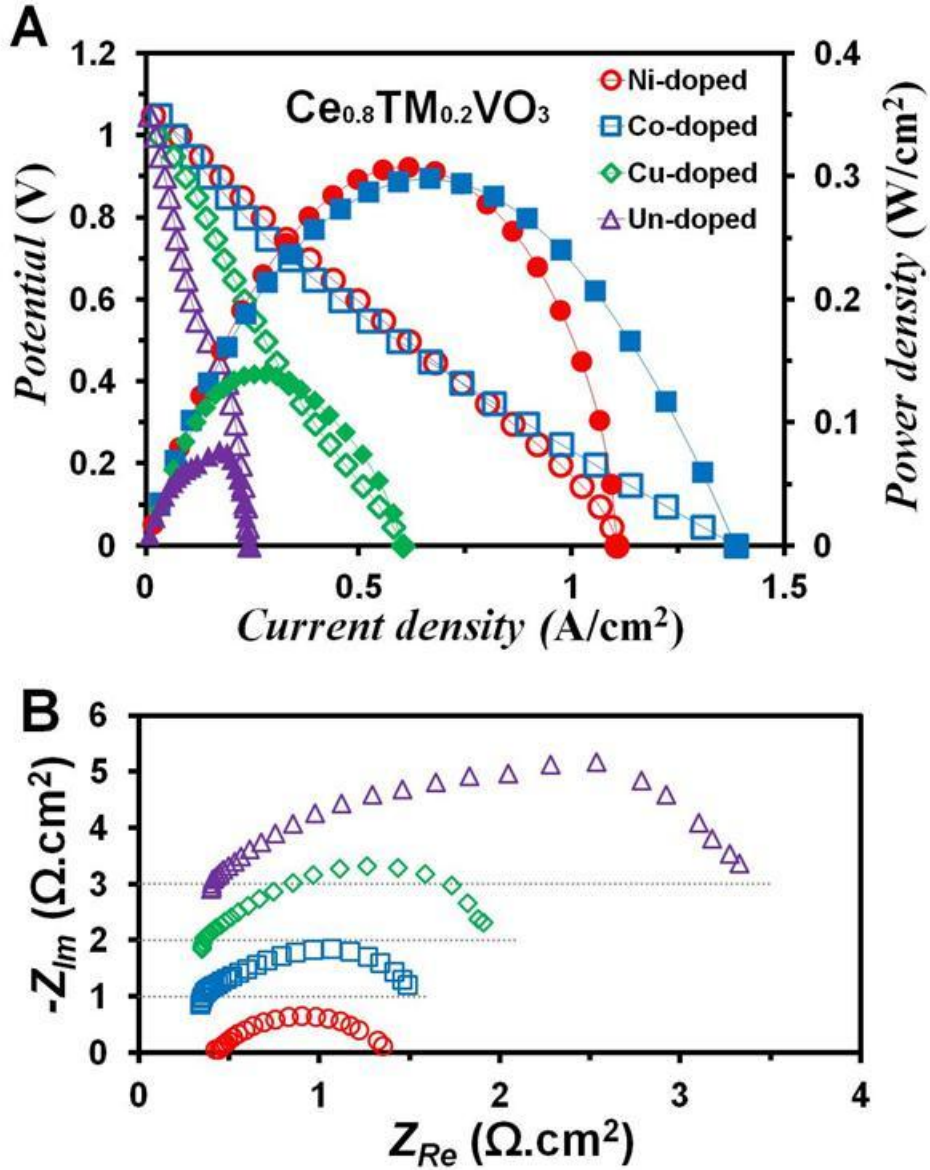 A
Ce0.8TM0.2VO3
Ni-doped
Co-doped
Cu-doped
Un-doped
1.2
1
0.8
0.6
0.4
0.2
0
Potential (V)
0.4
0.3
0.2
0.1
0
Power density (W/cm²)
0 0.5 1 1.5
Current density (A/cm²)
B
6
5
4
3
2
1
0
-ZIm (Ω.cm²)
0 1 2 3 4
ZRe (Ω.cm²)